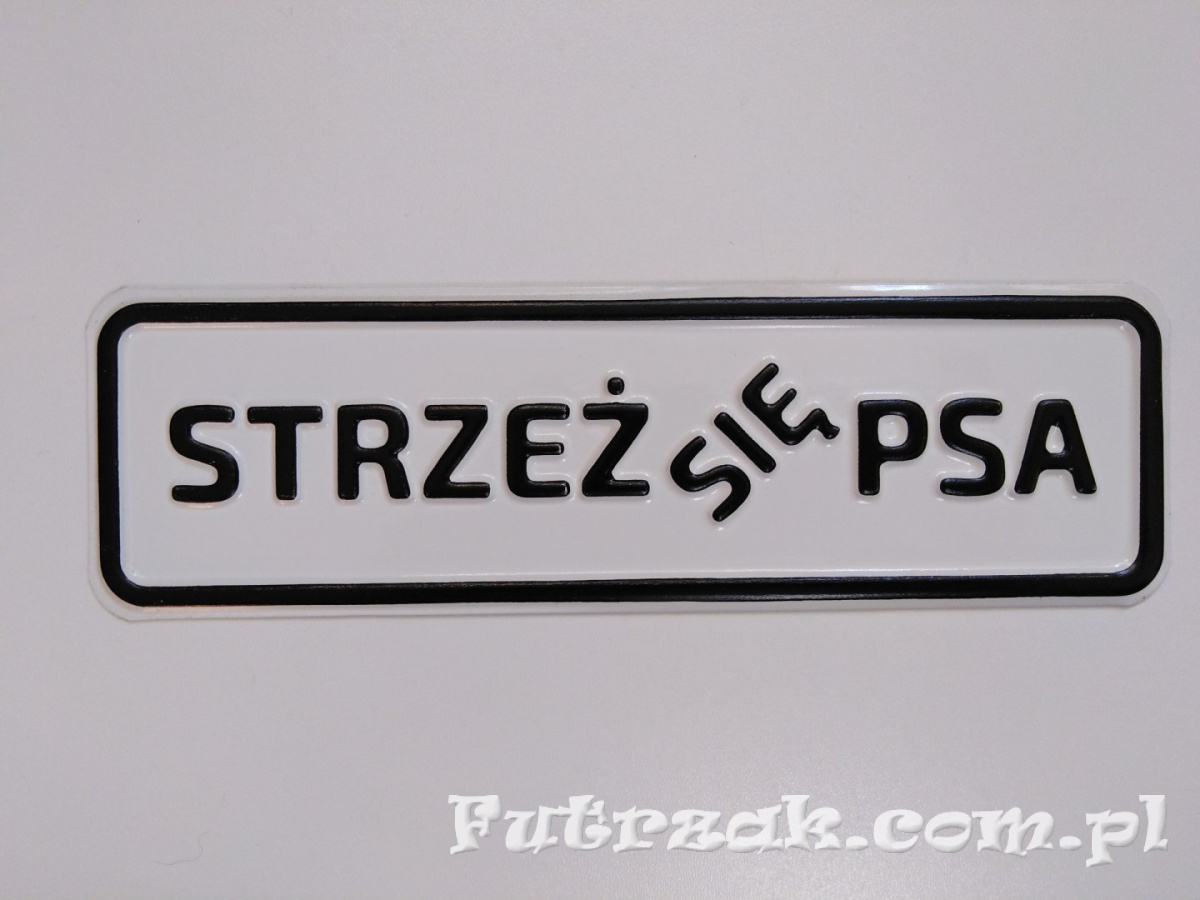 STRZEŻ SIĘ PSA
Futrzak.com.pl